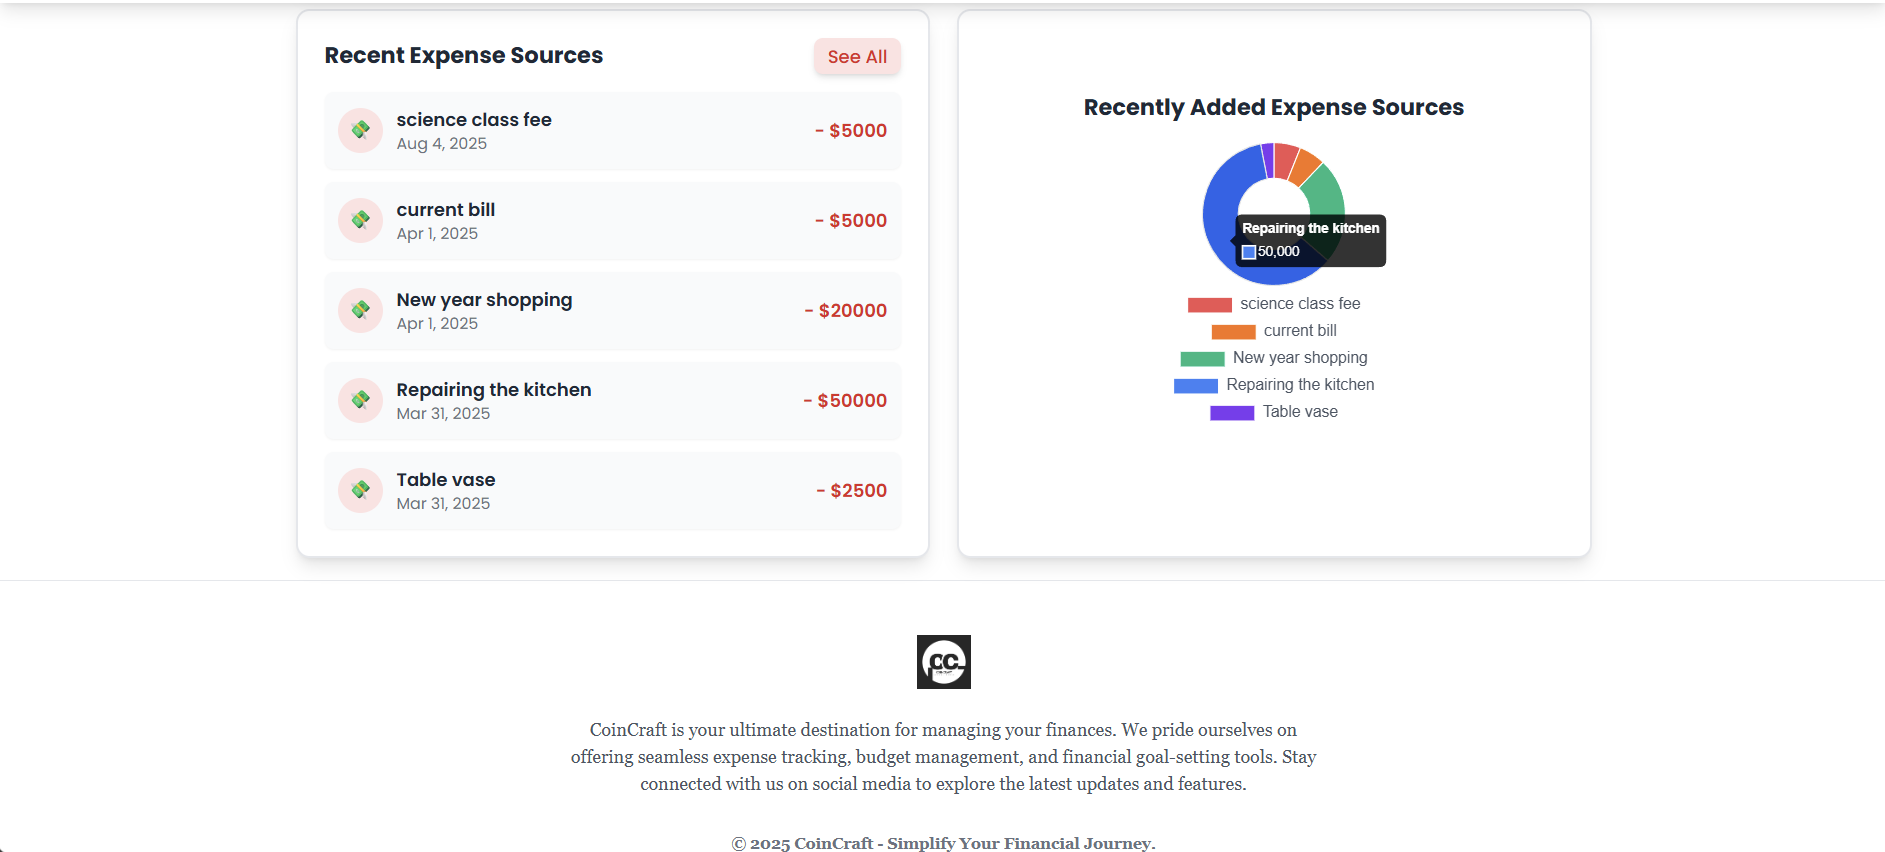 Recent Expense Sources
See All
science class fee
Aug 4, 2025
- $5000
current bill
Apr 1, 2025
- $5000
New year shopping
Apr 1, 2025
- $20000
Repairing the kitchen
Mar 31, 2025
- $50000
Table vase
Mar 31, 2025
- $2500
Recently Added Expense Sources
Repairing the kitchen
50,000
science class fee
current bill
New year shopping
Repairing the kitchen
Table vase
CC
CoinCraft is your ultimate destination for managing your finances. We pride ourselves on
offering seamless expense tracking, budget management, and financial goal-setting tools. Stay
connected with us on social media to explore the latest updates and features.
© 2025 CoinCraft - Simplify Your Financial Journey.